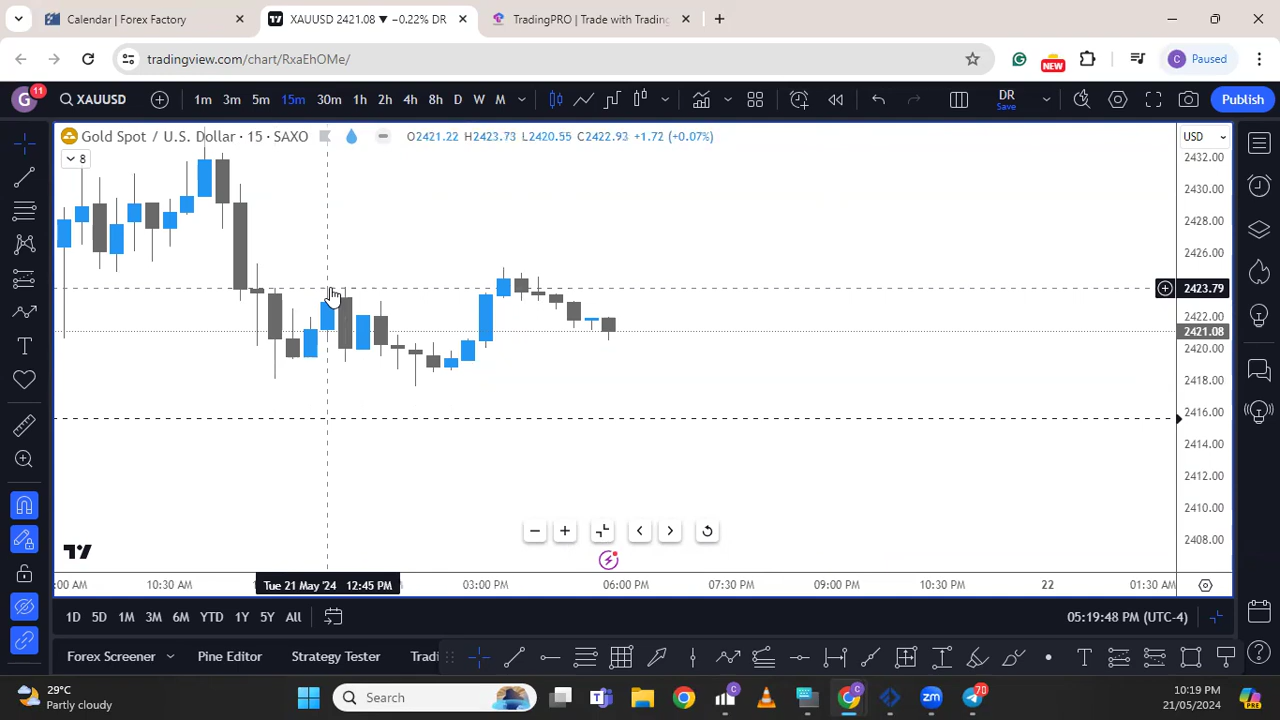 Calendar | Forex Factory
XAUUSD 2421.08 ▼ −0.22% DR
TradingPRO | Trade with Trading
tradingview.com/chart/RxaEhOMe/
NEW
C Paused
G 11
XAUUSD
1m 3m 5m 15m 30m 1h 2h 4h 8h D W M
DR
Save
Publish
Gold Spot / U.S. Dollar · 15 · SAXO
O2421.22 H2423.73 L2420.55 C2422.93 +1.72 (+0.07%)
USD
8
2432.00
2430.00
2428.00
2426.00
2423.79
2422.00
2421.08
2420.00
2418.00
2416.00
2414.00
2412.00
2410.00
2408.00
:00 AM 10:30 AM Tue 21 May '24 12:45 PM 03:00 PM 06:00 PM 07:30 PM 09:00 PM 10:30 PM 22 01:30 AM
1D 5D 1M 3M 6M YTD 1Y 5Y All
05:19:48 PM (UTC-4)
Forex Screener Pine Editor Strategy Tester Tradi
29°C
Partly cloudy
Search
C
C
zm
70
10:19 PM
21/05/2024
PRE